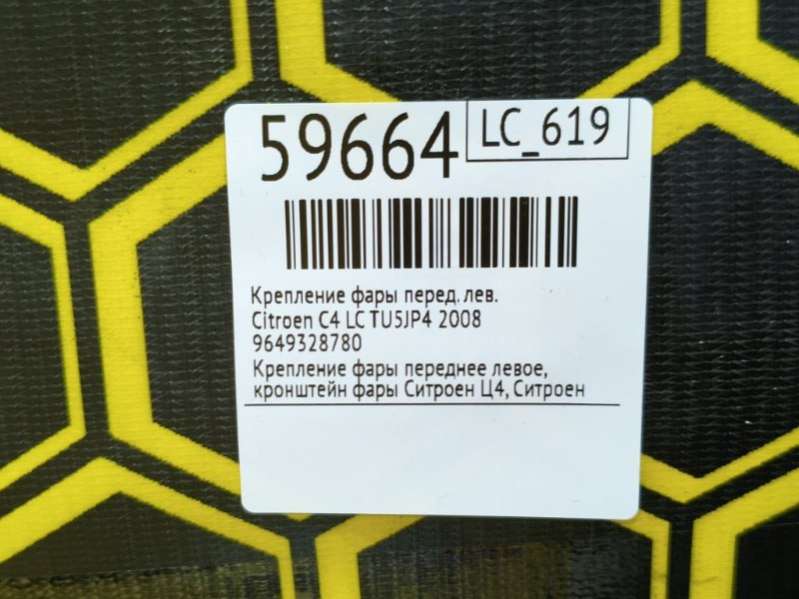 59664
LC_619
Крепление фары перед. лев.
Citroen C4 LC TU5JP4 2008
9649328780
Крепление фары переднее левое,
кронштейн фары Ситроен Ц4, Ситроен